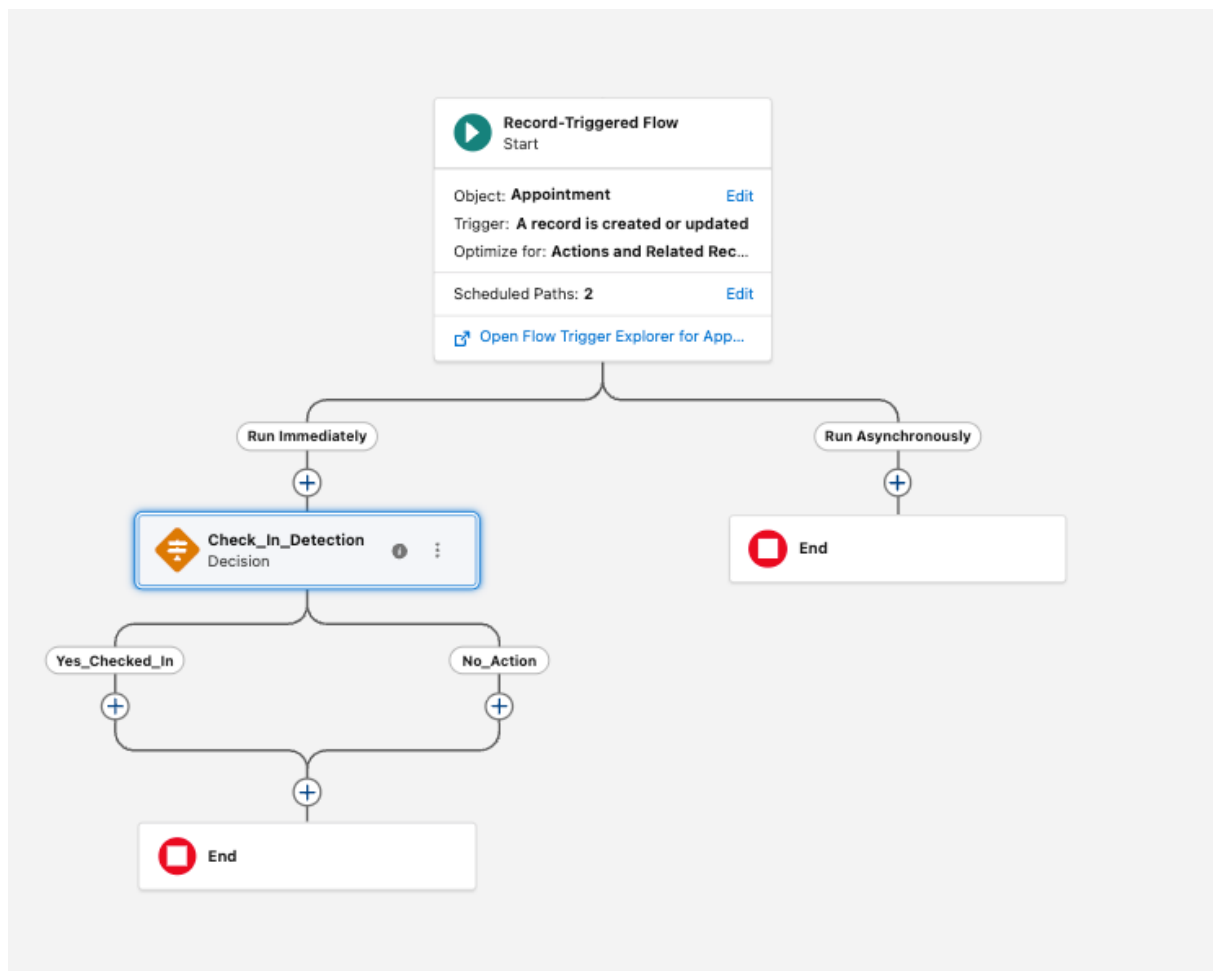 Record-Triggered Flow
Start
Object: Appointment Edit
Trigger: A record is created or updated
Optimize for: Actions and Related Rec...
Scheduled Paths: 2 Edit
Open Flow Trigger Explorer for App...
Run Immediately
Run Asynchronously
Check_In_Detection
Decision
End
Yes_Checked_In
No_Action
End